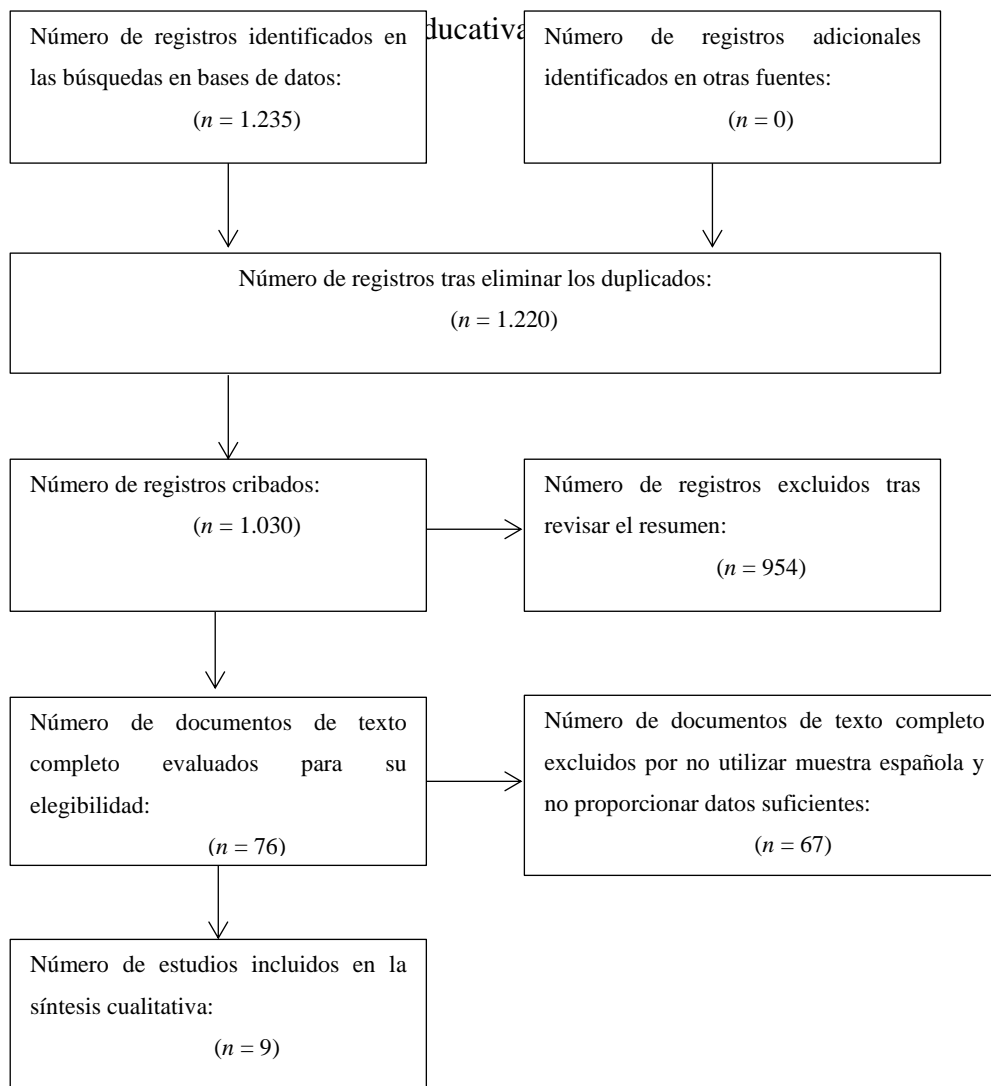 ducativa
Número de registros identificados en
las búsquedas en bases de datos:
(n = 1.235)
Número de registros adicionales
identificados en otras fuentes:
(n = 0)
Número de registros tras eliminar los duplicados:
(n = 1.220)
Número de registros cribados:
(n = 1.030)
Número de registros excluidos tras
revisar el resumen:
(n = 954)
Número de documentos de texto
completo evaluados para su
elegibilidad:
(n = 76)
Número de documentos de texto completo
excluidos por no utilizar muestra española y
no proporcionar datos suficientes:
(n = 67)
Número de estudios incluidos en la
síntesis cualitativa:
(n = 9)